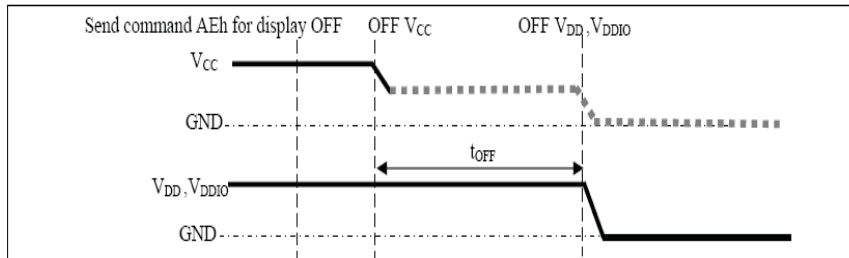 Send command AEh for display OFF OFF VCC OFF VDD ,VDDIO
VCC
GND
tOFF
VDD ,VDDIO
GND